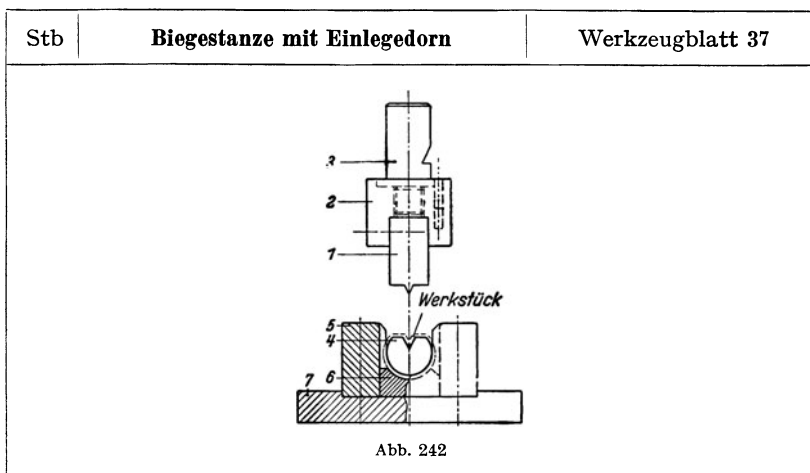 Stb Biegestanze mit Einlegedorn Werkzeugblatt 37
3
2
1
Werkstück
5
4
6
7
Abb. 242